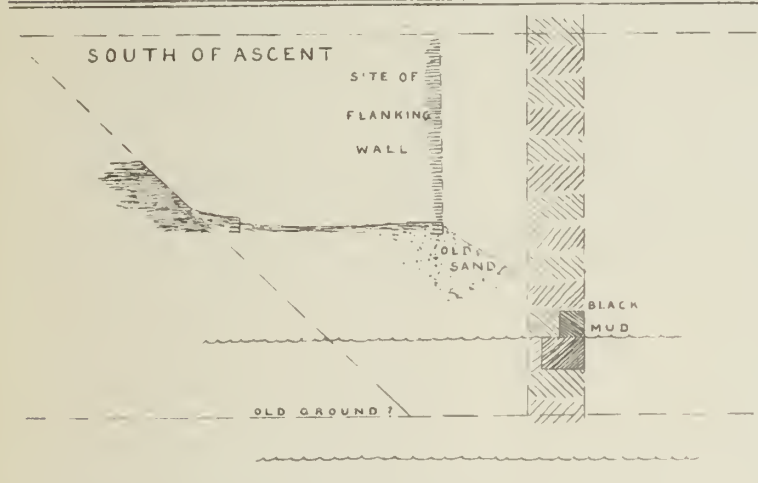 SOUTH OF ASCENT
SITE OF
FLANKING
WALL
OLD
SAND
BLACK
MUD
OLD GROUND?